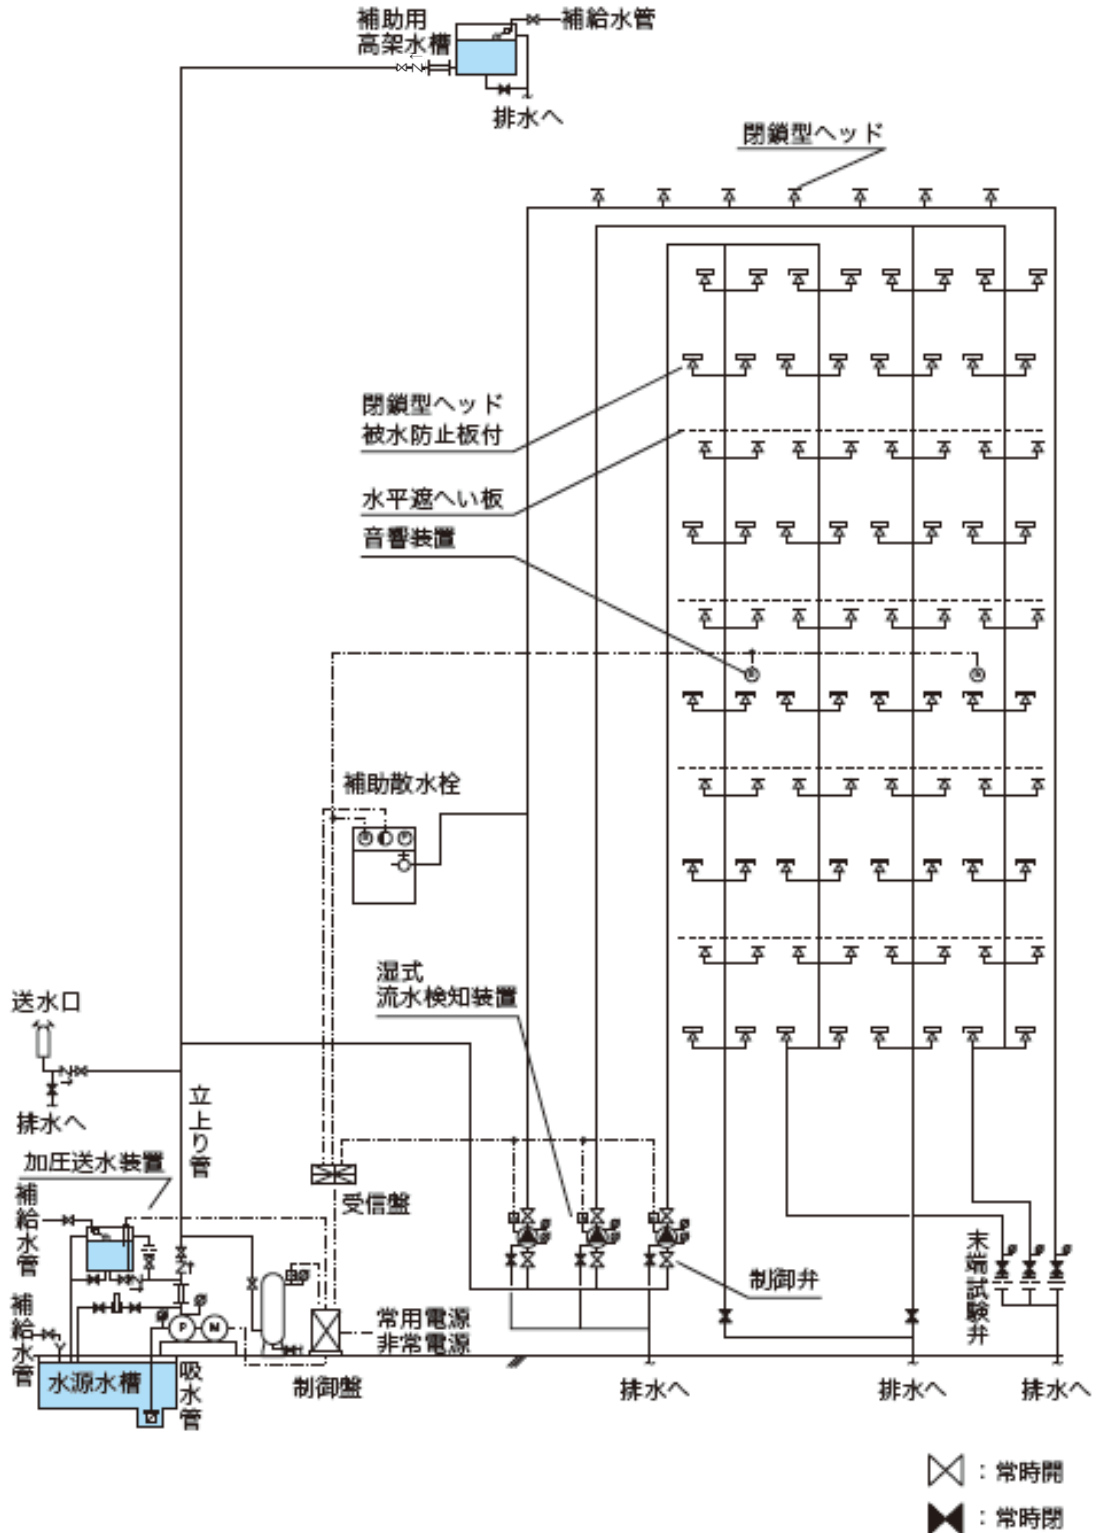 補助用
高架水槽
補給水管
排水へ
閉鎖型ヘッド
閉鎖型ヘッド
被水防止板付
水平遮へい板
音響装置
補助散水栓
湿式
流水検知装置
送水口
排水へ
立上り管
加圧送水装置
補給水管
受信盤
制御弁
末端試験弁
補給水管
P
M
常用電源
非常電源
水源水槽
吸水管
制御盤
排水へ
排水へ
排水へ
：常時開
：常時閉